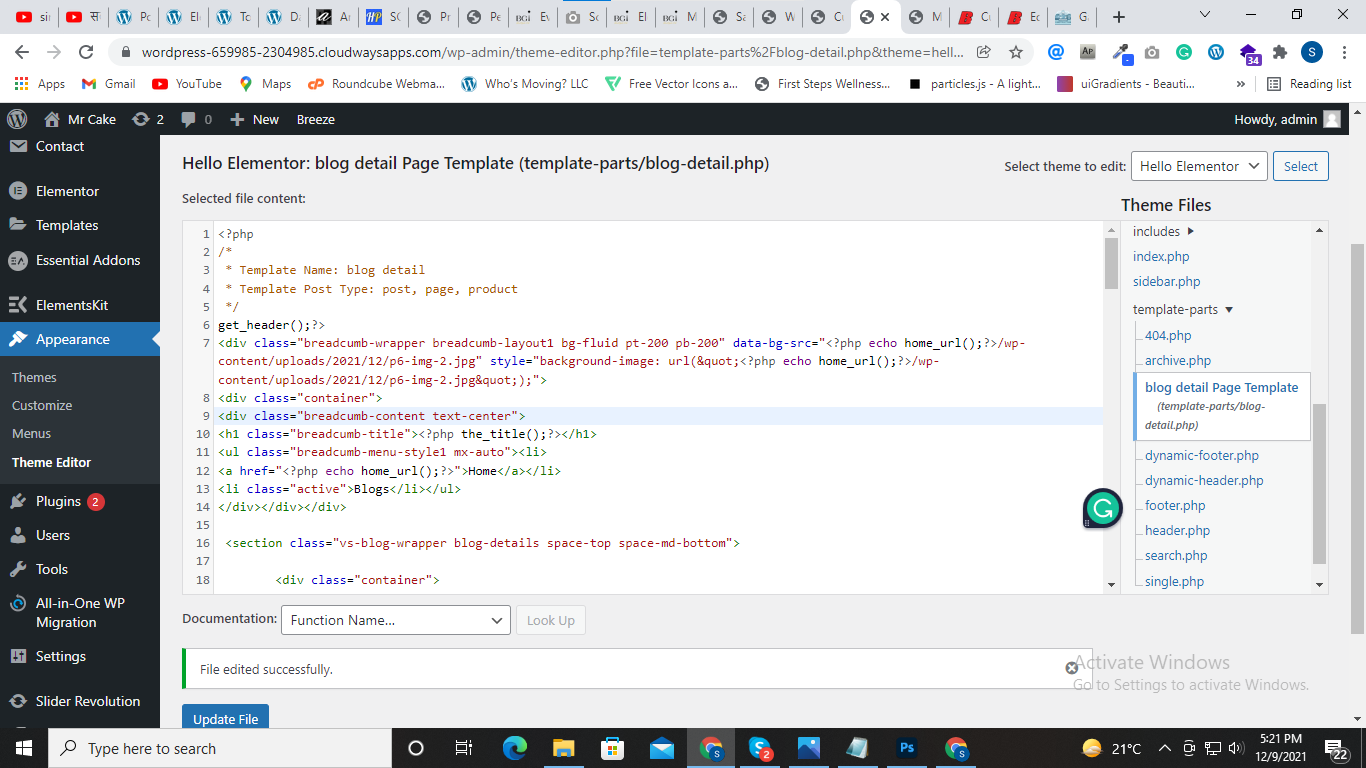 sir
स
Po
El
To
D
Ar
SC
Pr
Pe
Ev
So
El
M
Sa
W
Cu
M
Cu
Ec
G
wordpress-659985-2304985.cloudwaysapps.com/wp-admin/theme-editor.php?file=template-parts%2Fblog-detail.php&theme=hell...
34
S
Apps
Gmail
YouTube
Maps
Roundcube Webma...
Who's Moving? LLC
Free Vector Icons a...
First Steps Wellness...
particles.js - A light...
uiGradients - Beauti...
»
Reading list
Mr Cake
2
0
New
Breeze
Howdy, admin
Contact
Elementor
Templates
Essential Addons
ElementsKit
Appearance
Themes
Customize
Menus
Theme Editor
Plugins 2
Users
Tools
All-in-One WP
Migration
Settings
Slider Revolution
Hello Elementor: blog detail Page Template (template-parts/blog-detail.php)
Select theme to edit: Hello Elementor Select
Selected file content:
1 <?php
2 /*
3 * Template Name: blog detail
4 * Template Post Type: post, page, product
5 */
6 get_header();?>
7 <div class="breadcumb-wrapper breadcumb-layout1 bg-fluid pt-200 pb-200" data-bg-src="<?php echo home_url();?>/wp-
content/uploads/2021/12/p6-img-2.jpg" style="background-image: url(&quot;<?php echo home_url();?>/wp-
content/uploads/2021/12/p6-img-2.jpg&quot;);">
8 <div class="container">
9 <div class="breadcumb-content text-center">
10 <h1 class="breadcumb-title"><?php the_title();?></h1>
11 <ul class="breadcumb-menu-style1 mx-auto"><li>
12 <a href="<?php echo home_url();?>">Home</a></li>
13 <li class="active">Blogs</li></ul>
14 </div></div></div>
15
16 <section class="vs-blog-wrapper blog-details space-top space-md-bottom">
17
18 <div class="container">
Theme Files
includes
index.php
sidebar.php
template-parts
404.php
archive.php
blog detail Page Template
(template-parts/blog-
detail.php)
dynamic-footer.php
dynamic-header.php
footer.php
header.php
search.php
single.php
Documentation: Function Name... Look Up
File edited successfully.
Update File
Activate Windows
Go to Settings to activate Windows.
Type here to search
2
Ps
21°C
5:21 PM
12/9/2021
22